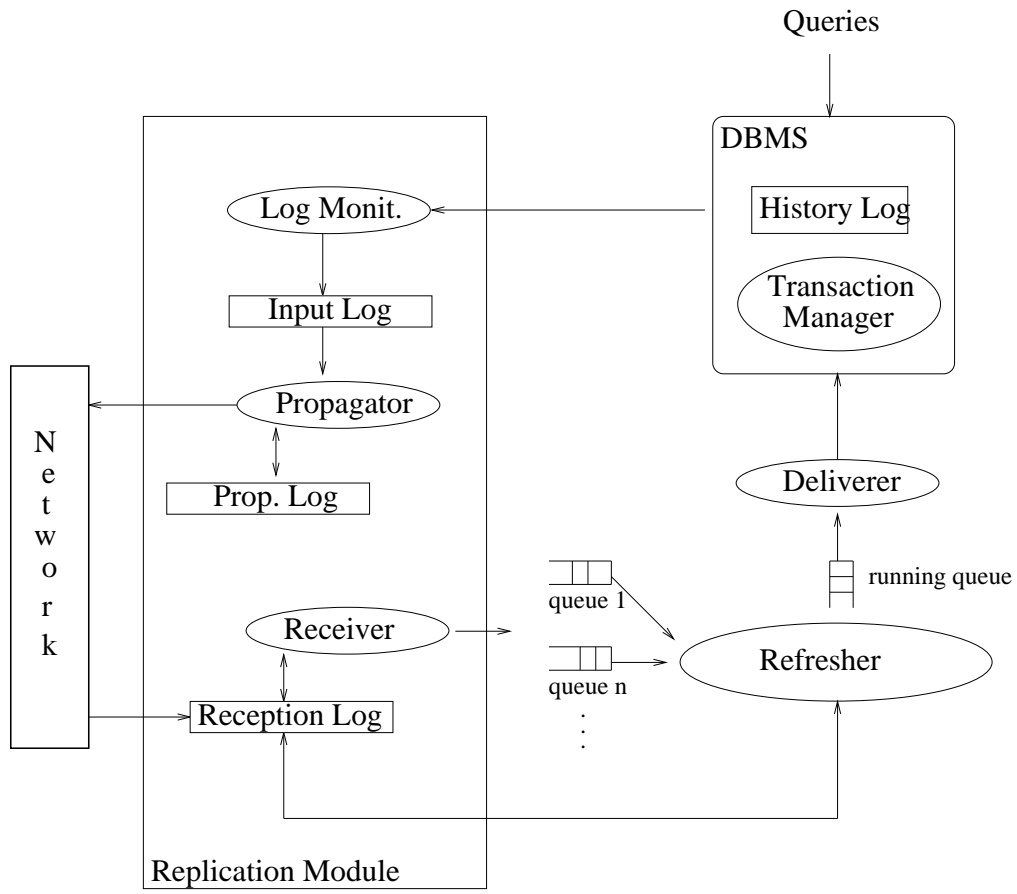 Queries
DBMS
History Log
Transaction
Manager
Log Monit.
Input Log
Propagator
Prop. Log
Network
Deliverer
running queue
queue 1
Receiver
Refresher
queue n
Reception Log
Replication Module